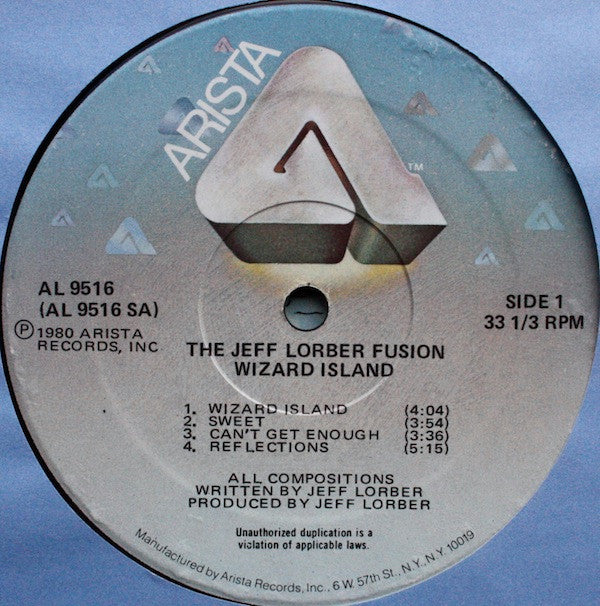 ARISTA
TM
AL 9516
(AL 9516 SA)
Ⓟ1980 ARISTA
RECORDS, INC.
SIDE 1
33 1/3 RPM
THE JEFF LORBER FUSION
WIZARD ISLAND
1. WIZARD ISLAND (4:04)
2. SWEET (3:54)
3. CAN'T GET ENOUGH (3:36)
4. REFLECTIONS (5:15)
ALL COMPOSITIONS
WRITTEN BY JEFF LORBER
PRODUCED BY JEFF LORBER
Unauthorized duplication is a
violation of applicable laws.
Manufactured by Arista Records, Inc., 6 W. 57th St., N.Y., N.Y. 10019